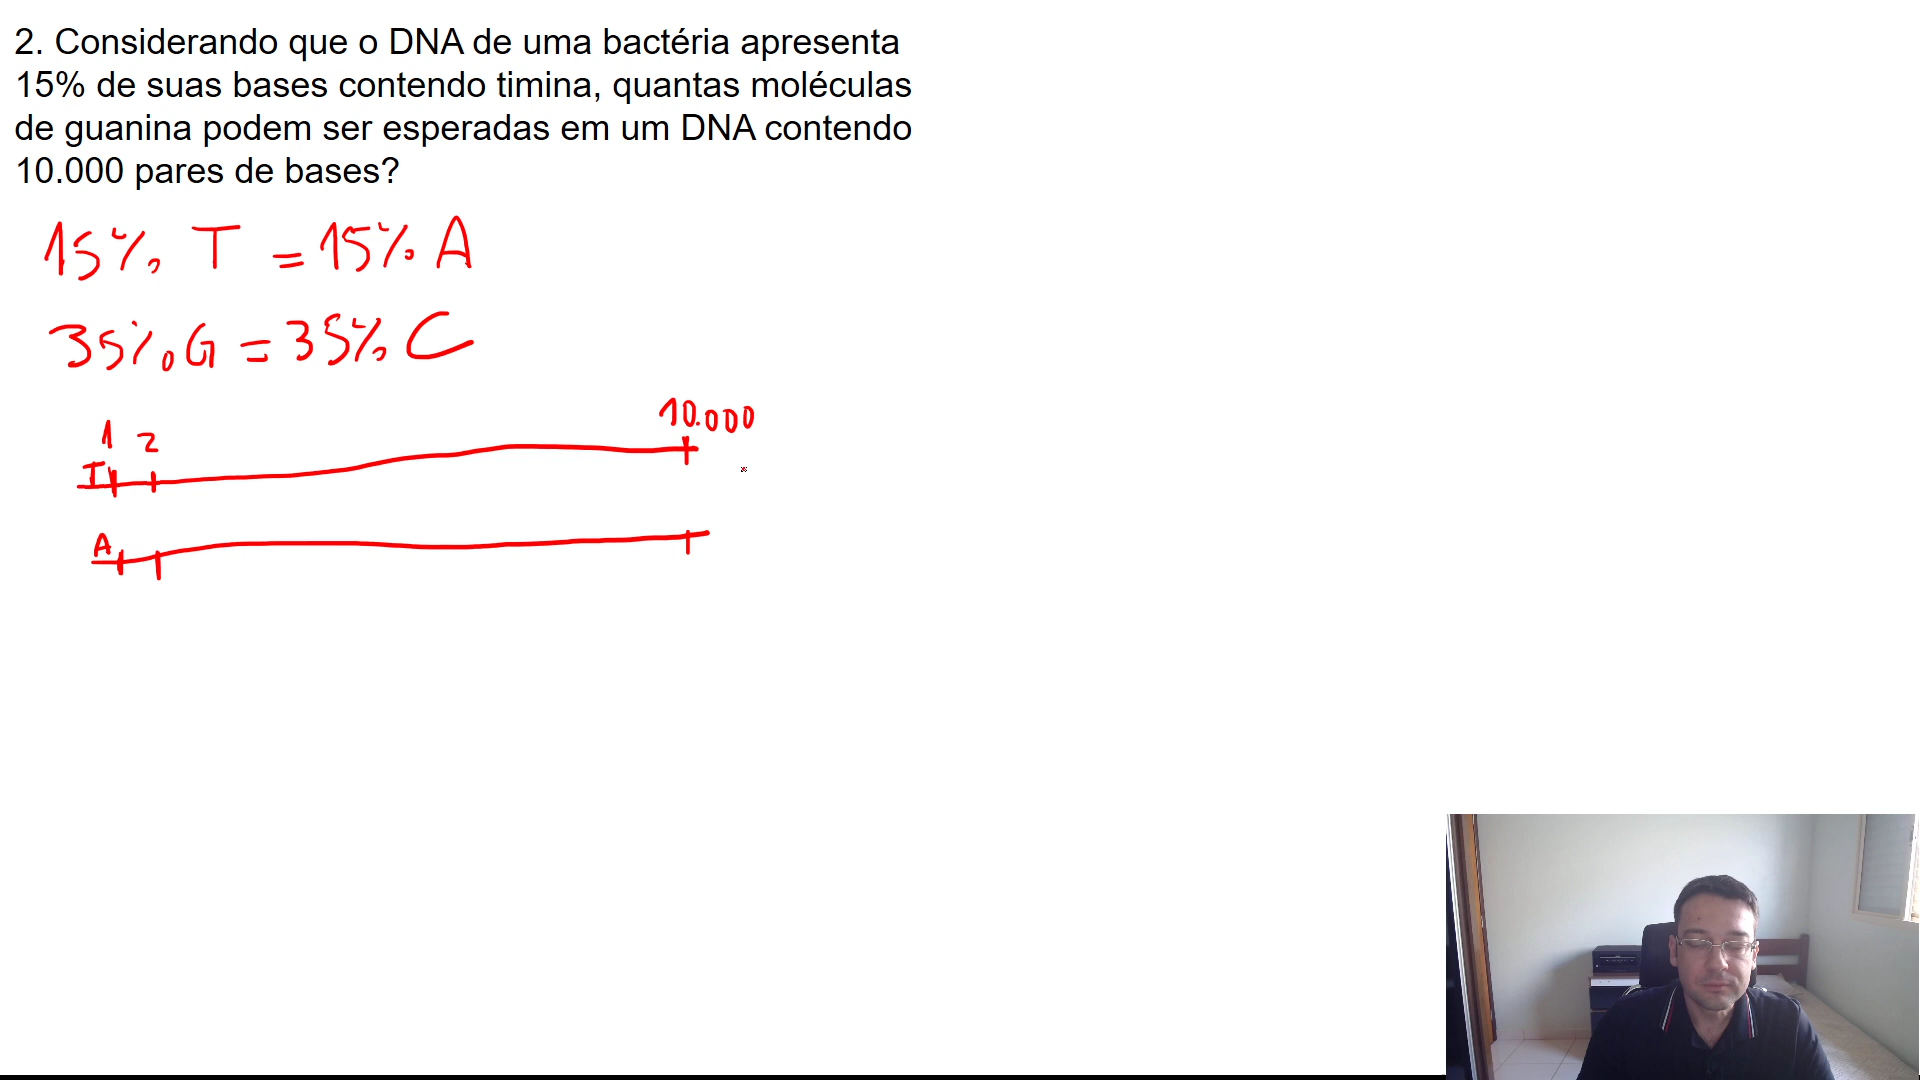 2. Considerando que o DNA de uma bactéria apresenta
15% de suas bases contendo timina, quantas moléculas
de guanina podem ser esperadas em um DNA contendo
10.000 pares de bases?
15% T = 15% A
35% G = 35% C
1 2 10.000
T
A